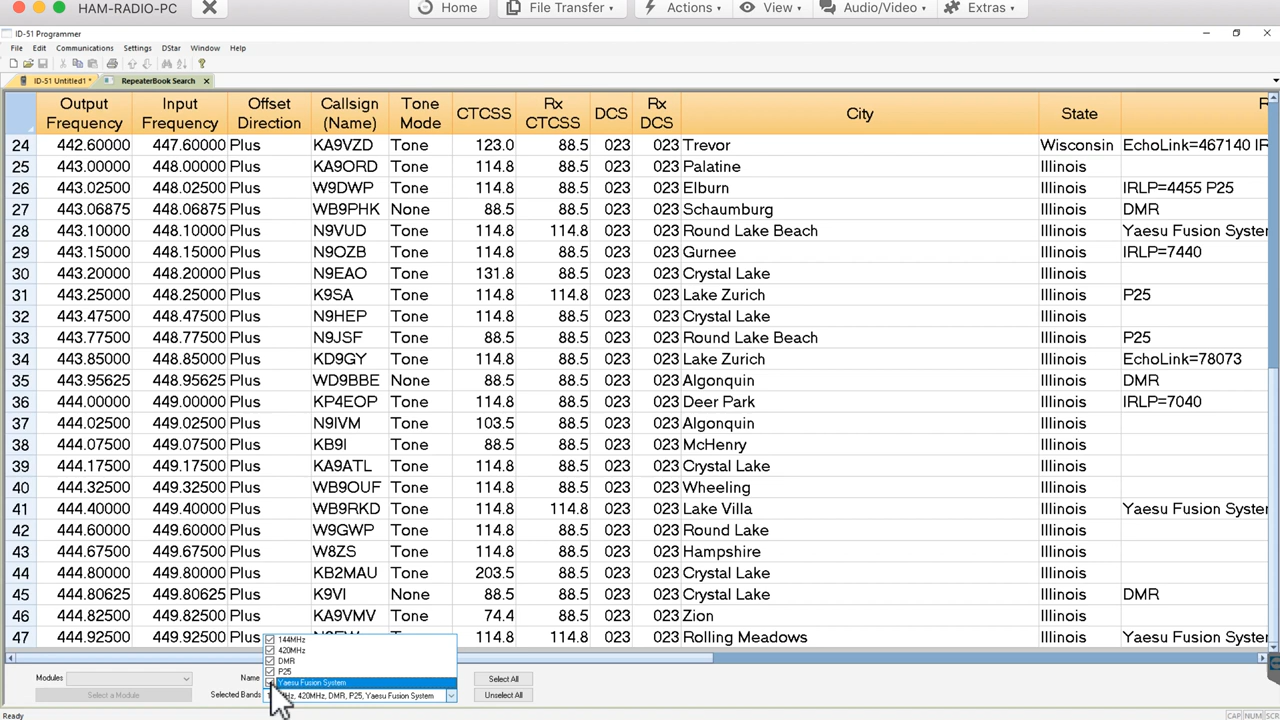 HAM-RADIO-PC Home File Transfer Actions View Audio/Video Extras
ID-51 Programmer
File Edit Communications Settings DStar Window Help
ID-51 Untitled1 * RepeaterBook Search
Output Frequency Input Frequency Offset Direction Callsign (Name) Tone Mode CTCSS Rx CTCSS DCS Rx DCS City State
24 442.60000 447.60000 Plus KA9VZD Tone 123.0 88.5 023 023 Trevor Wisconsin EchoLink=467140
25 443.00000 448.00000 Plus KA9ORD Tone 114.8 88.5 023 023 Palatine Illinois
26 443.02500 448.02500 Plus W9DWP Tone 114.8 88.5 023 023 Elburn Illinois IRLP=4455 P25
27 443.06875 448.06875 Plus WB9PHK None 88.5 88.5 023 023 Schaumburg Illinois DMR
28 443.10000 448.10000 Plus N9VUD Tone 114.8 114.8 023 023 Round Lake Beach Illinois Yaesu Fusion
29 443.15000 448.15000 Plus N9OZB Tone 114.8 88.5 023 023 Gurnee Illinois IRLP=7440
30 443.20000 448.20000 Plus N9EAO Tone 131.8 88.5 023 023 Crystal Lake Illinois
31 443.25000 448.25000 Plus K9SA Tone 114.8 114.8 023 023 Lake Zurich Illinois P25
32 443.47500 448.47500 Plus N9HEP Tone 114.8 88.5 023 023 Crystal Lake Illinois
33 443.77500 448.77500 Plus N9JSF Tone 88.5 88.5 023 023 Round Lake Beach Illinois P25
34 443.85000 448.85000 Plus KD9GY Tone 114.8 88.5 023 023 Lake Zurich Illinois EchoLink=78073
35 443.95625 448.95625 Plus WD9BBE None 88.5 88.5 023 023 Algonquin Illinois DMR
36 444.00000 449.00000 Plus KP4EOP Tone 114.8 88.5 023 023 Deer Park Illinois IRLP=7040
37 444.02500 449.02500 Plus N9IVM Tone 103.5 88.5 023 023 Algonquin Illinois
38 444.07500 449.07500 Plus KB9I Tone 88.5 88.5 023 023 McHenry Illinois
39 444.17500 449.17500 Plus KA9ATL Tone 114.8 88.5 023 023 Crystal Lake Illinois
40 444.32500 449.32500 Plus WB9OUF Tone 114.8 88.5 023 023 Wheeling Illinois
41 444.40000 449.40000 Plus WB9RKD Tone 114.8 114.8 023 023 Lake Villa Illinois Yaesu Fusion
42 444.60000 449.60000 Plus W9GWP Tone 114.8 88.5 023 023 Round Lake Illinois
43 444.67500 449.67500 Plus W8ZS Tone 114.8 88.5 023 023 Hampshire Illinois
44 444.80000 449.80000 Plus KB2MAU Tone 203.5 88.5 023 023 Crystal Lake Illinois
45 444.80625 449.80625 Plus K9VI None 88.5 88.5 023 023 Crystal Lake Illinois DMR
46 444.82500 449.82500 Plus KA9VMV Tone 74.4 88.5 023 023 Zion Illinois
47 444.92500 449.92500 Plus 114.8 114.8 023 023 Rolling Meadows Illinois Yaesu Fusion
144MHz
420MHz
DMR
P25
Yaesu Fusion System
Modules Name Select All
Select a Module Selected Bands 420MHz, DMR, P25, Yaesu Fusion System Unselect All
Ready CAP NUM SCR